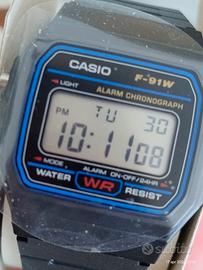 CASIO
F-91W
LIGHT
ALARM CHRONOGRAPH
TU
PM 30
10:11 08
MODE
ALARM
ON·OFF/24HR
WATER WR RESIST
subito